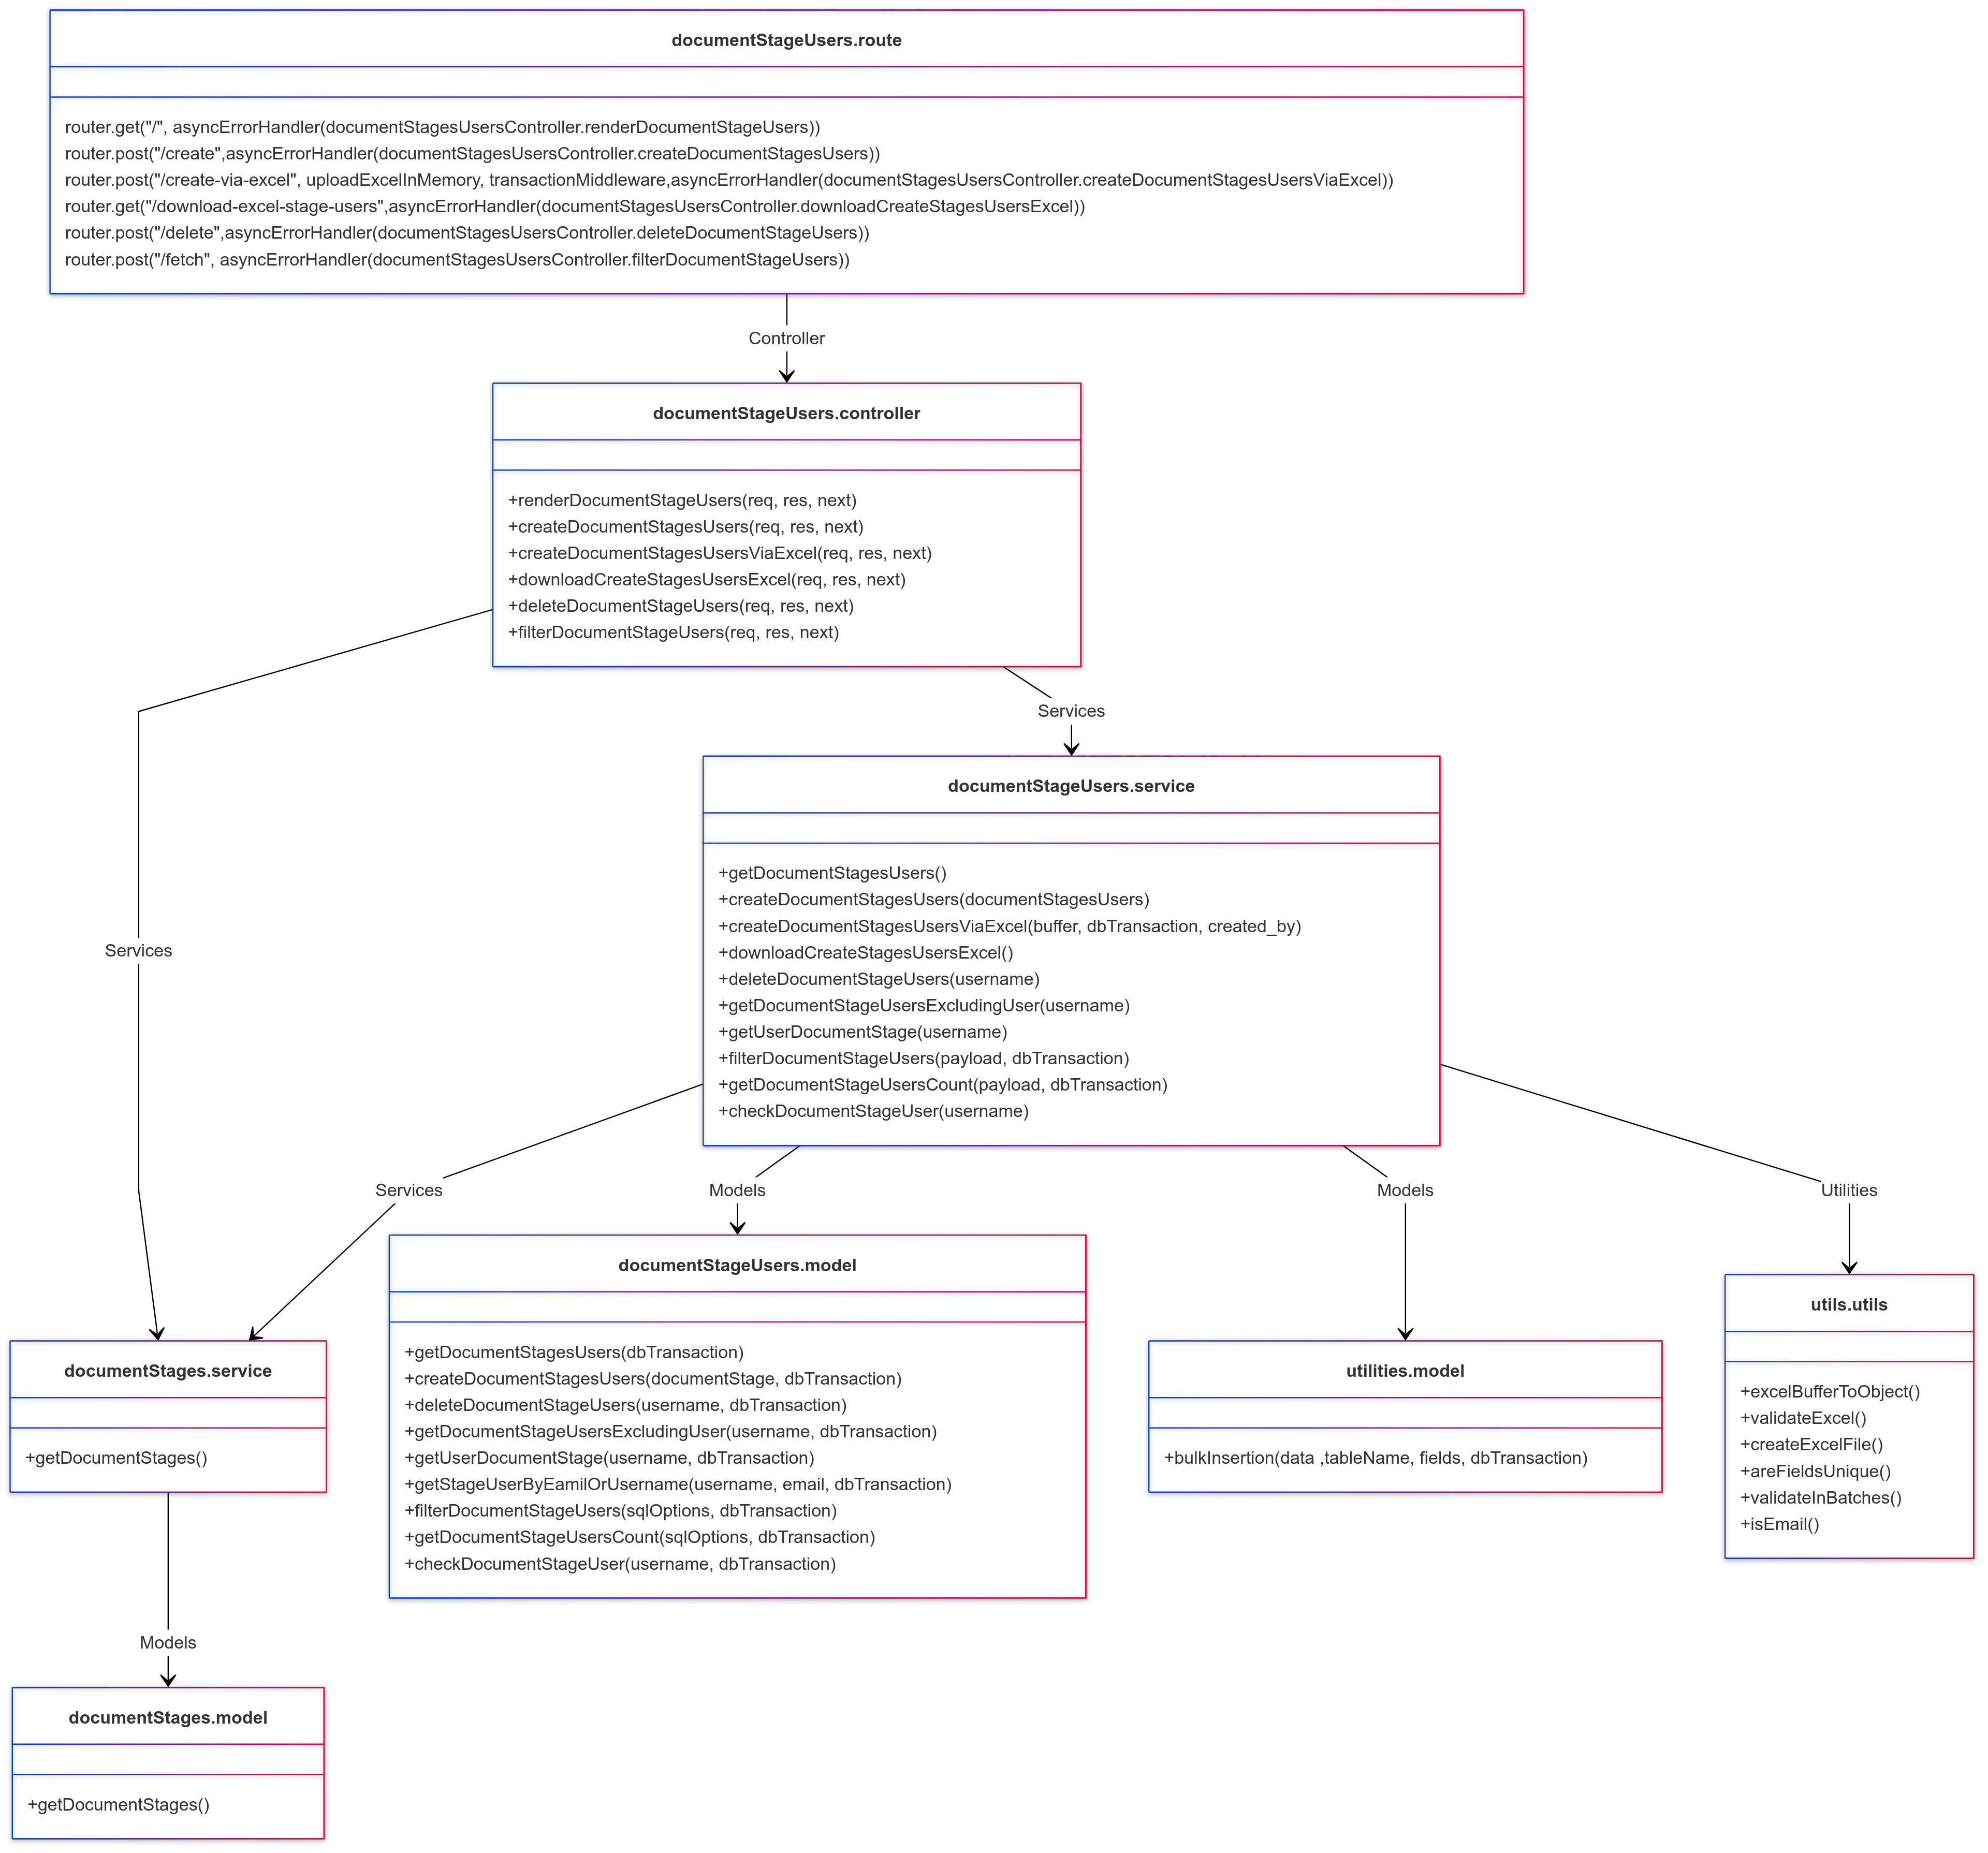 documentStageUsers.route
router.get("/", asyncErrorHandler(documentStagesUsersController.renderDocumentStageUsers))
router.post("/create",asyncErrorHandler(documentStagesUsersController.createDocumentStagesUsers))
router.post("/create-via-excel", uploadExcelInMemory, transactionMiddleware,asyncErrorHandler(documentStagesUsersController.createDocumentStagesUsersViaExcel))
router.get("/download-excel-stage-users",asyncErrorHandler(documentStagesUsersController.downloadCreateStagesUsersExcel))
router.post("/delete",asyncErrorHandler(documentStagesUsersController.deleteDocumentStageUsers))
router.post("/fetch", asyncErrorHandler(documentStagesUsersController.filterDocumentStageUsers))
Controller
documentStageUsers.controller
+renderDocumentStageUsers(req, res, next)
+createDocumentStagesUsers(req, res, next)
+createDocumentStagesUsersViaExcel(req, res, next)
+downloadCreateStagesUsersExcel(req, res, next)
+deleteDocumentStageUsers(req, res, next)
+filterDocumentStageUsers(req, res, next)
Services
documentStageUsers.service
+getDocumentStagesUsers()
+createDocumentStagesUsers(documentStagesUsers)
+createDocumentStagesUsersViaExcel(buffer, dbTransaction, created_by)
+downloadCreateStagesUsersExcel()
+deleteDocumentStageUsers(username)
+getDocumentStageUsersExcludingUser(username)
+getUserDocumentStage(username)
+filterDocumentStageUsers(payload, dbTransaction)
+getDocumentStageUsersCount(payload, dbTransaction)
+checkDocumentStageUser(username)
Services
Services
Models
Models
Utilities
documentStages.service
+getDocumentStages()
documentStageUsers.model
+getDocumentStagesUsers(dbTransaction)
+createDocumentStagesUsers(documentStage, dbTransaction)
+deleteDocumentStageUsers(username, dbTransaction)
+getDocumentStageUsersExcludingUser(username, dbTransaction)
+getUserDocumentStage(username, dbTransaction)
+getStageUserByEamilOrUsername(username, email, dbTransaction)
+filterDocumentStageUsers(sqlOptions, dbTransaction)
+getDocumentStageUsersCount(sqlOptions, dbTransaction)
+checkDocumentStageUser(username, dbTransaction)
utilities.model
+bulkInsertion(data ,tableName, fields, dbTransaction)
utils.utils
+excelBufferToObject()
+validateExcel()
+createExcelFile()
+areFieldsUnique()
+validateInBatches()
+isEmail()
Models
documentStages.model
+getDocumentStages()